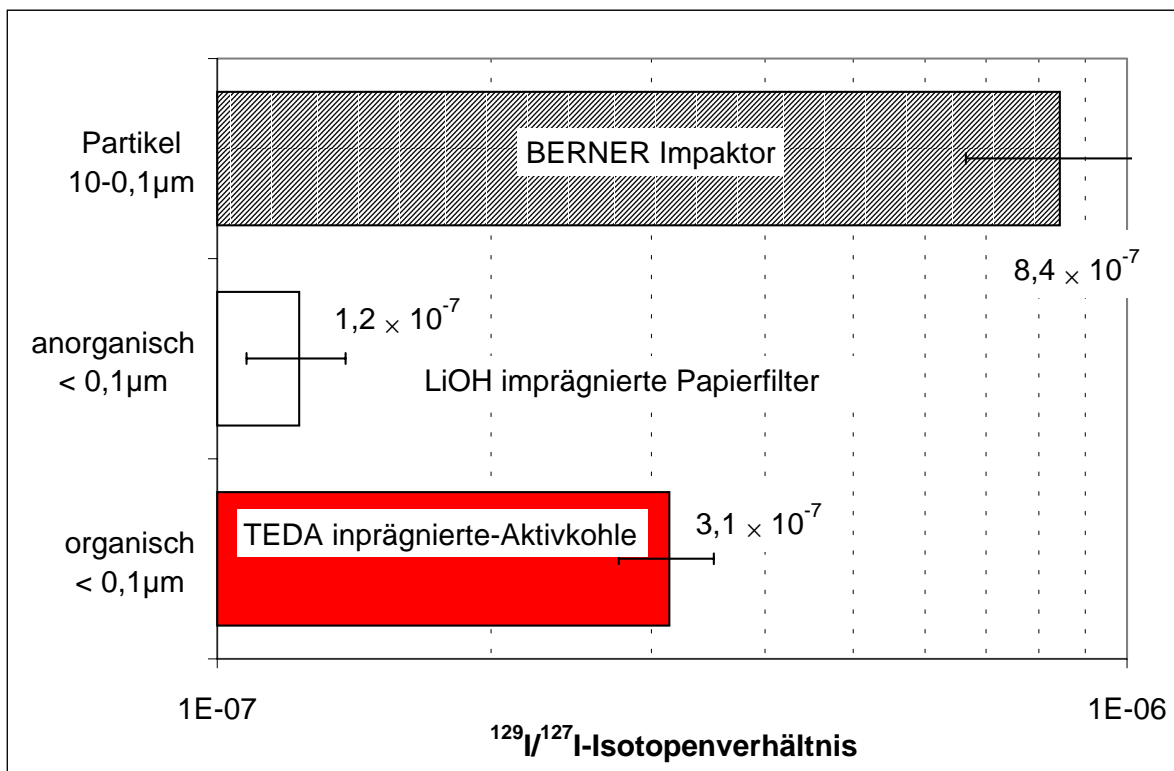 Partikel
10-0,1µm
BERNER Impaktor
8,4 × 10⁻⁷
anorganisch
< 0,1µm
1,2 × 10⁻⁷
LiOH imprägnierte Papierfilter
organisch
< 0,1µm
TEDA inprägnierte-Aktivkohle
3,1 × 10⁻⁷
1E-07
1E-06
¹²⁹I/¹²⁷I-Isotopenverhältnis